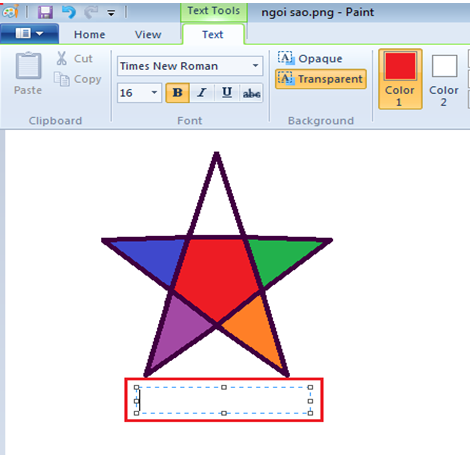 Text Tools
ngoi sao.png - Paint
Home
View
Text
Paste
Cut
Copy
Clipboard
Times New Roman
16
B
I
U
abc
Font
Opaque
Transparent
Background
Color
1
Color
2